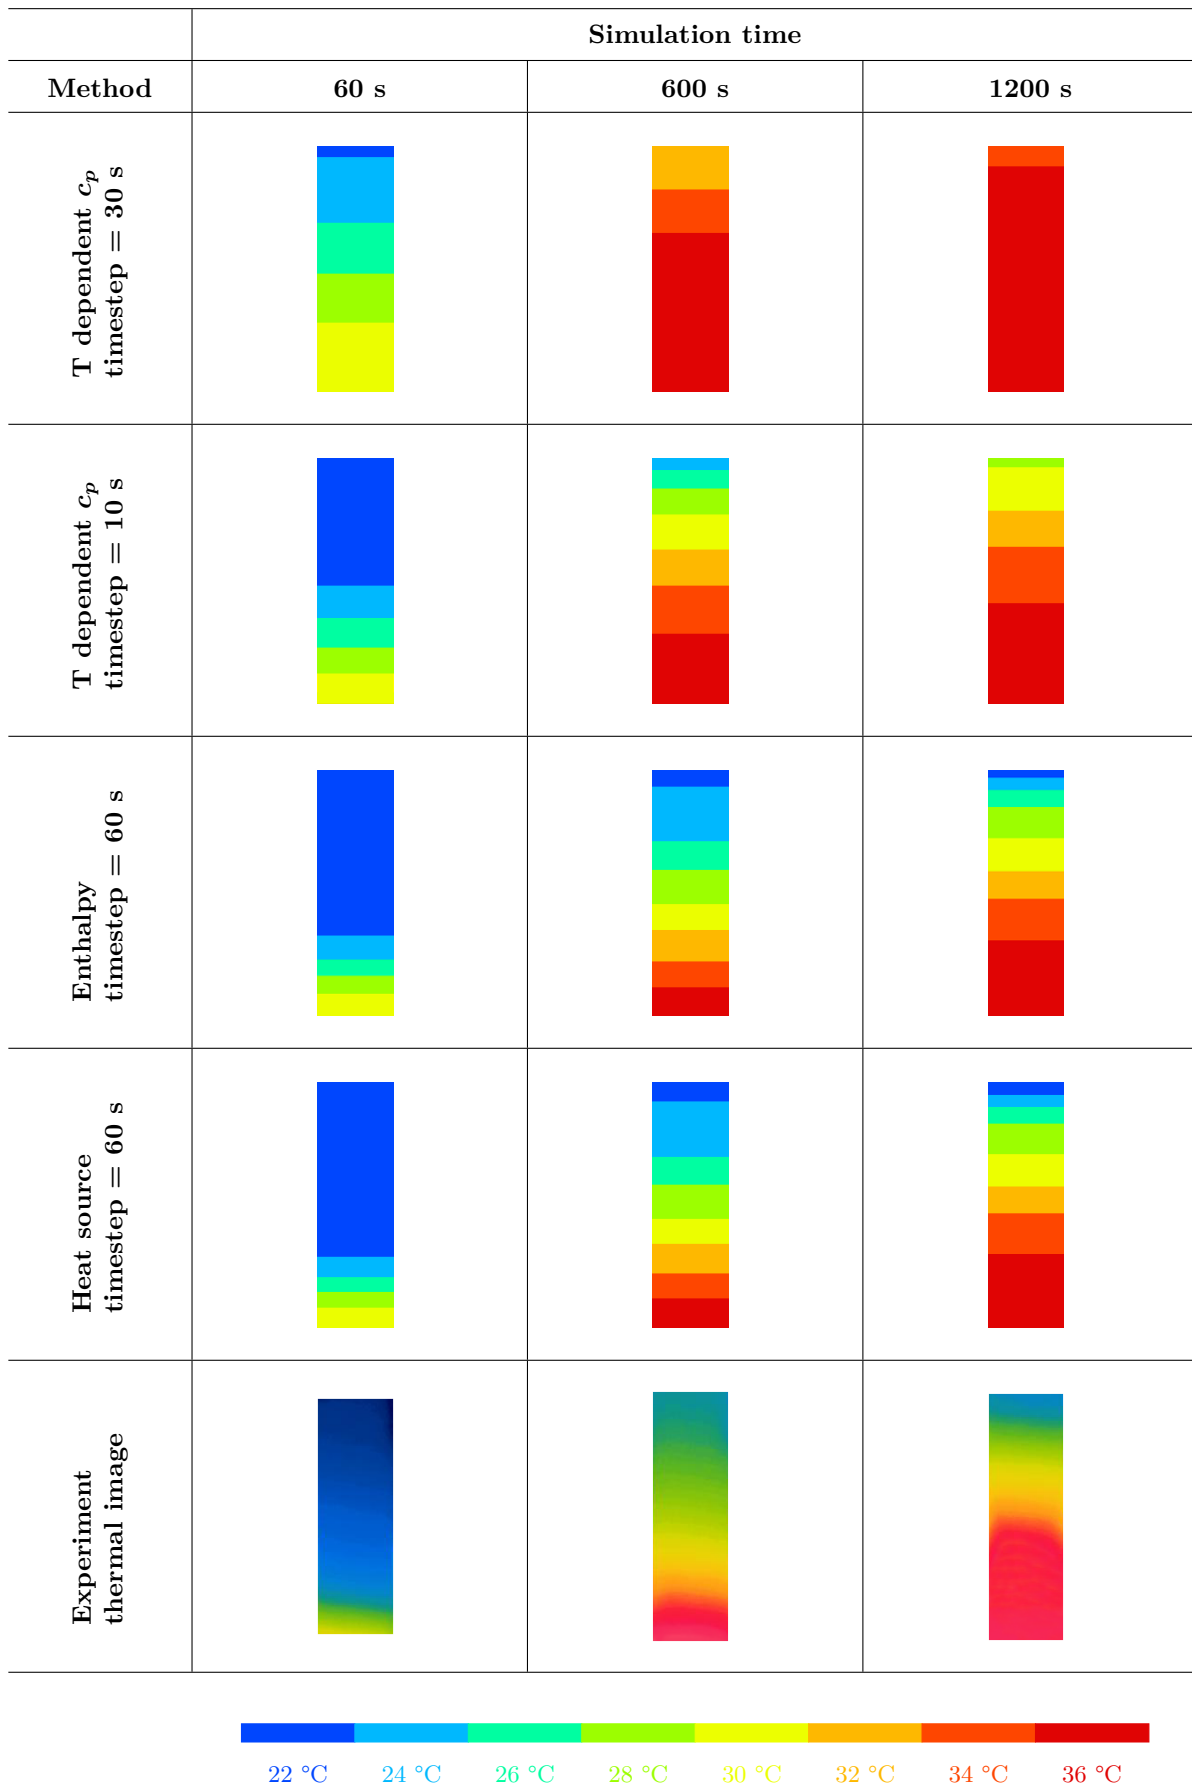 Simulation time
Method 60 s 600 s 1200 s
T dependent cₚ
timestep = 30 s
T dependent cₚ
timestep = 10 s
Enthalpy
timestep = 60 s
Heat source
timestep = 60 s
Experiment
thermal image
22 °C 24 °C 26 °C 28 °C 30 °C 32 °C 34 °C 36 °C